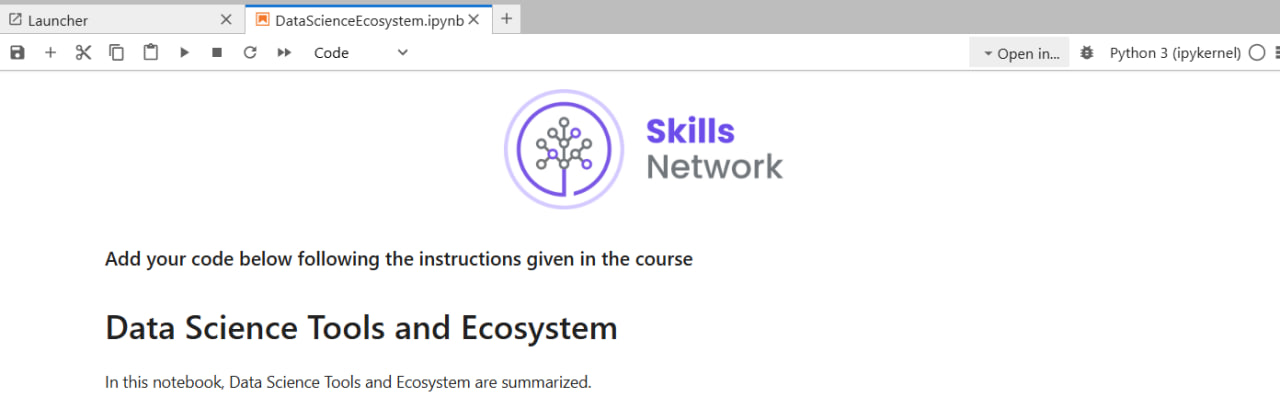 Launcher
DataScienceEcosystem.ipynb
Code
Open in...
Python 3 (ipykernel)
Skills
Network
Add your code below following the instructions given in the course
Data Science Tools and Ecosystem
In this notebook, Data Science Tools and Ecosystem are summarized.